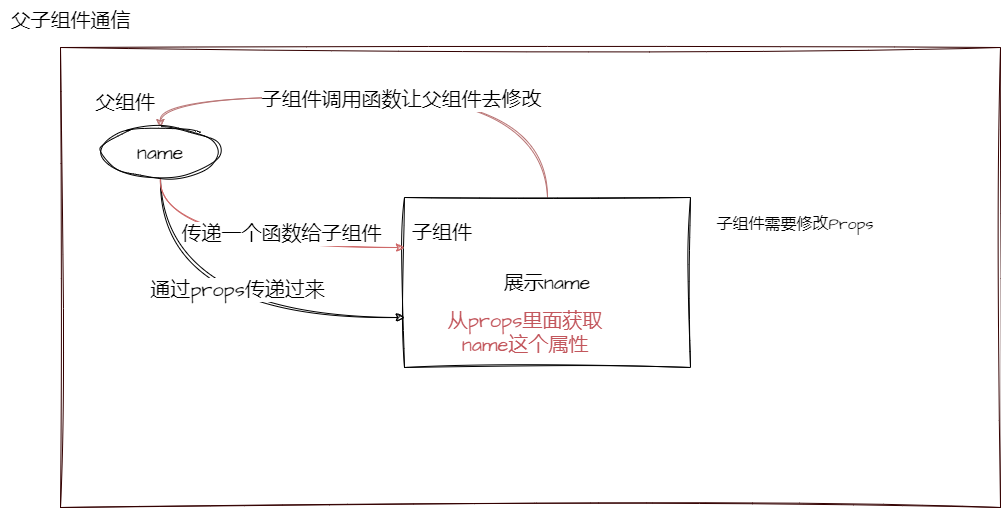 父子组件通信
父组件
子组件调用函数让父组件去修改
name
传递一个函数给子组件
子组件
子组件需要修改Props
通过props传递过来
展示name
从props里面获取
name这个属性